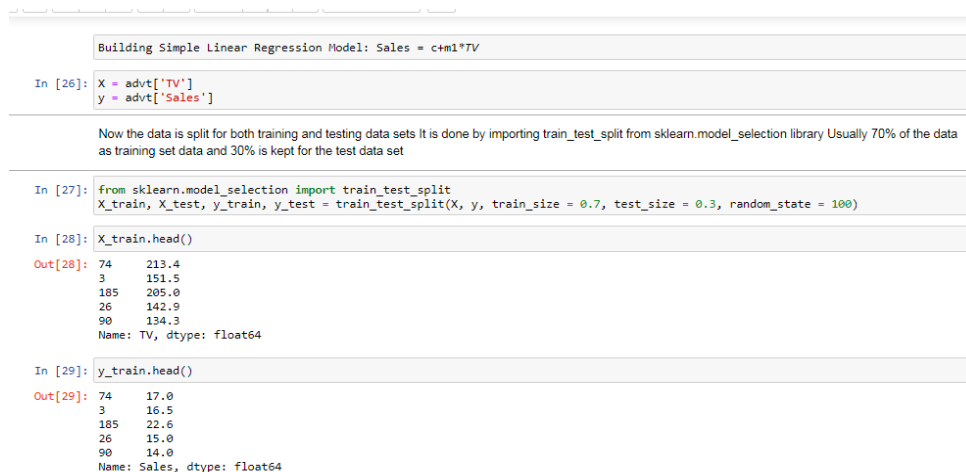 Building Simple Linear Regression Model: Sales = c+m1*TV
In [26]: X = advt['TV']
y = advt['Sales']
Now the data is split for both training and testing data sets It is done by importing train_test_split from sklearn.model_selection library Usually 70% of the data
as training set data and 30% is kept for the test data set
In [27]: from sklearn.model_selection import train_test_split
X_train, X_test, y_train, y_test = train_test_split(X, y, train_size = 0.7, test_size = 0.3, random_state = 100)
In [28]: X_train.head()
Out[28]: 74 213.4
3 151.5
185 205.0
26 142.9
90 134.3
Name: TV, dtype: float64
In [29]: y_train.head()
Out[29]: 74 17.0
3 16.5
185 22.6
26 15.0
90 14.0
Name: Sales, dtype: float64